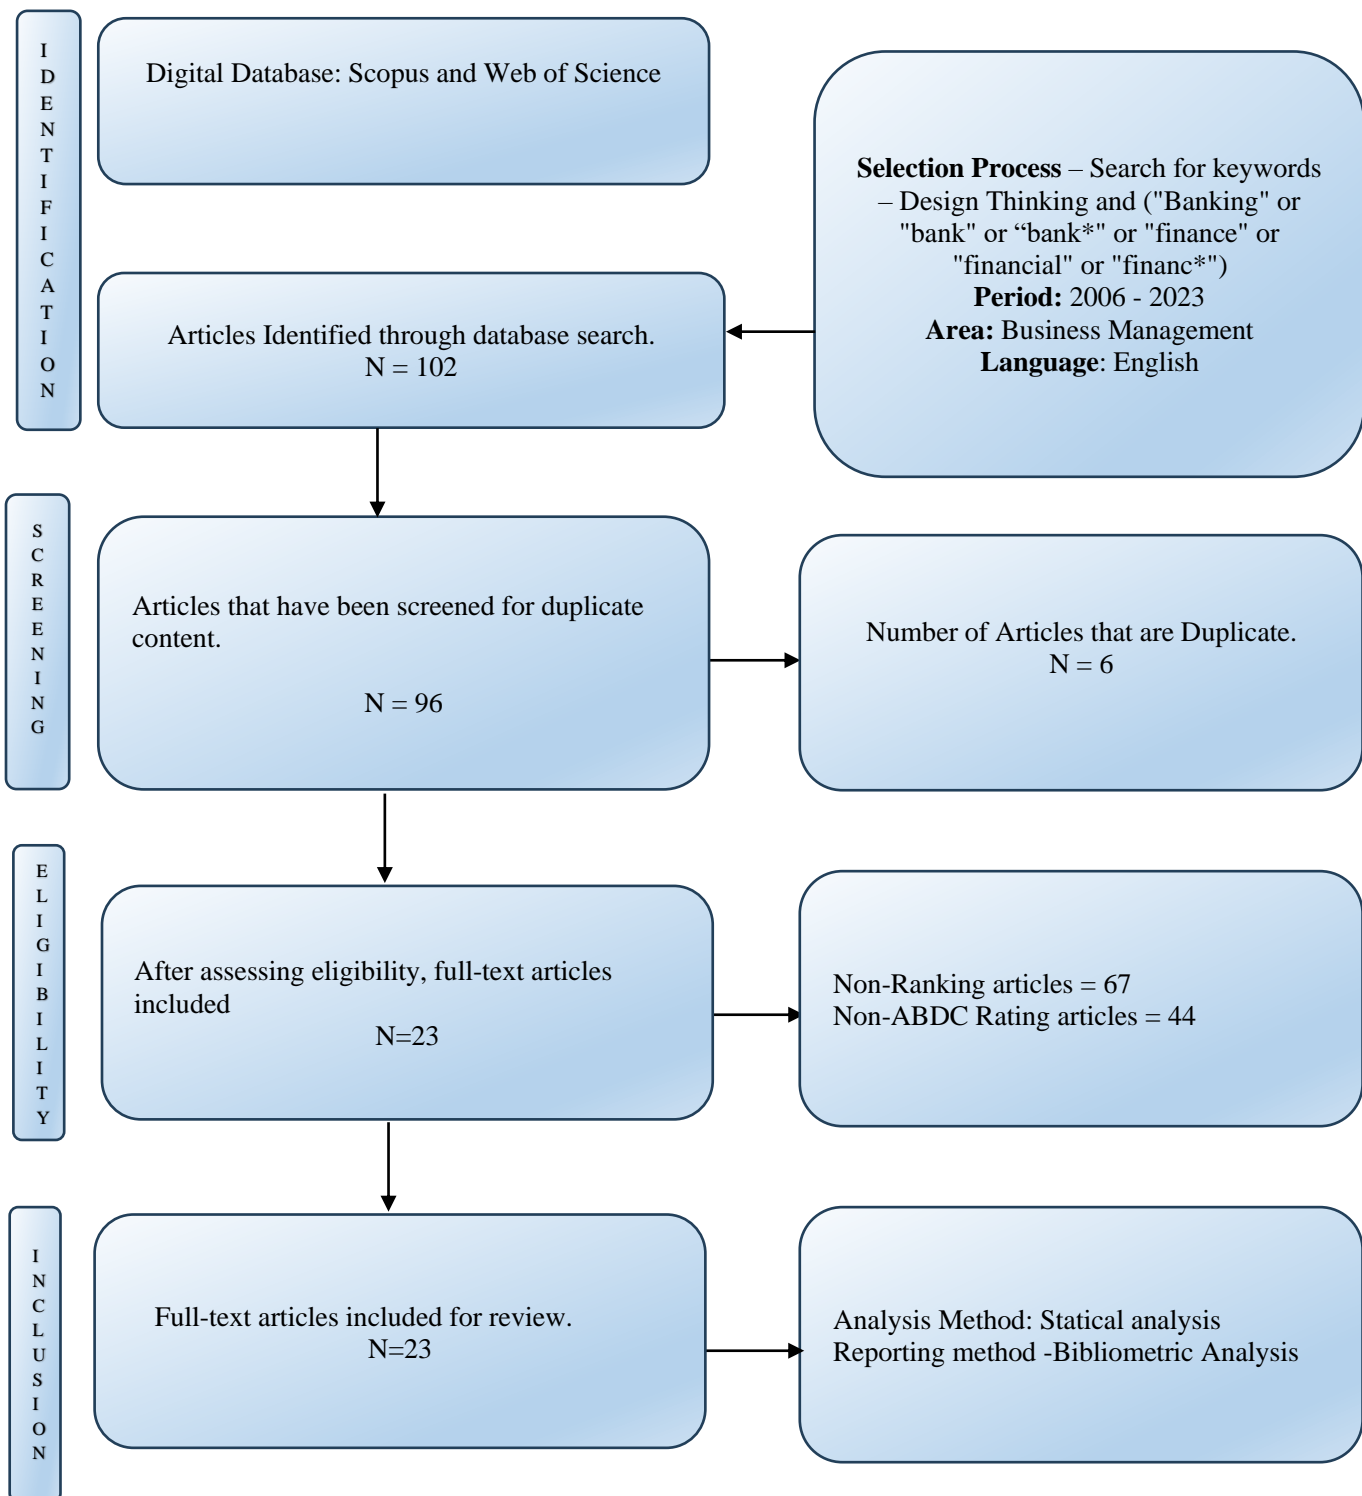 IDENTIFICATION
Digital Database: Scopus and Web of Science
Selection Process – Search for keywords
– Design Thinking and ("Banking" or
"bank" or “bank*" or "finance" or
"financial" or "financ*")
Period: 2006 - 2023
Area: Business Management
Language: English
Articles Identified through database search.
N = 102
SCREENING
Articles that have been screened for duplicate
content.
N = 96
Number of Articles that are Duplicate.
N = 6
ELIGIBILITY
After assessing eligibility, full-text articles
included
N=23
Non-Ranking articles = 67
Non-ABDC Rating articles = 44
INCLUSION
Full-text articles included for review.
N=23
Analysis Method: Statical analysis
Reporting method -Bibliometric Analysis